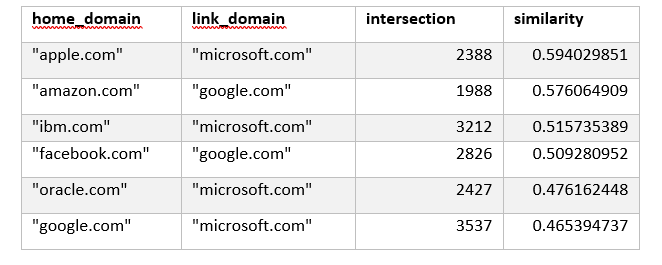 home_domain link_domain intersection similarity
"apple.com" "microsoft.com" 2388 0.594029851
"amazon.com" "google.com" 1988 0.576064909
"ibm.com" "microsoft.com" 3212 0.515735389
"facebook.com" "google.com" 2826 0.509280952
"oracle.com" "microsoft.com" 2427 0.476162448
"google.com" "microsoft.com" 3537 0.465394737